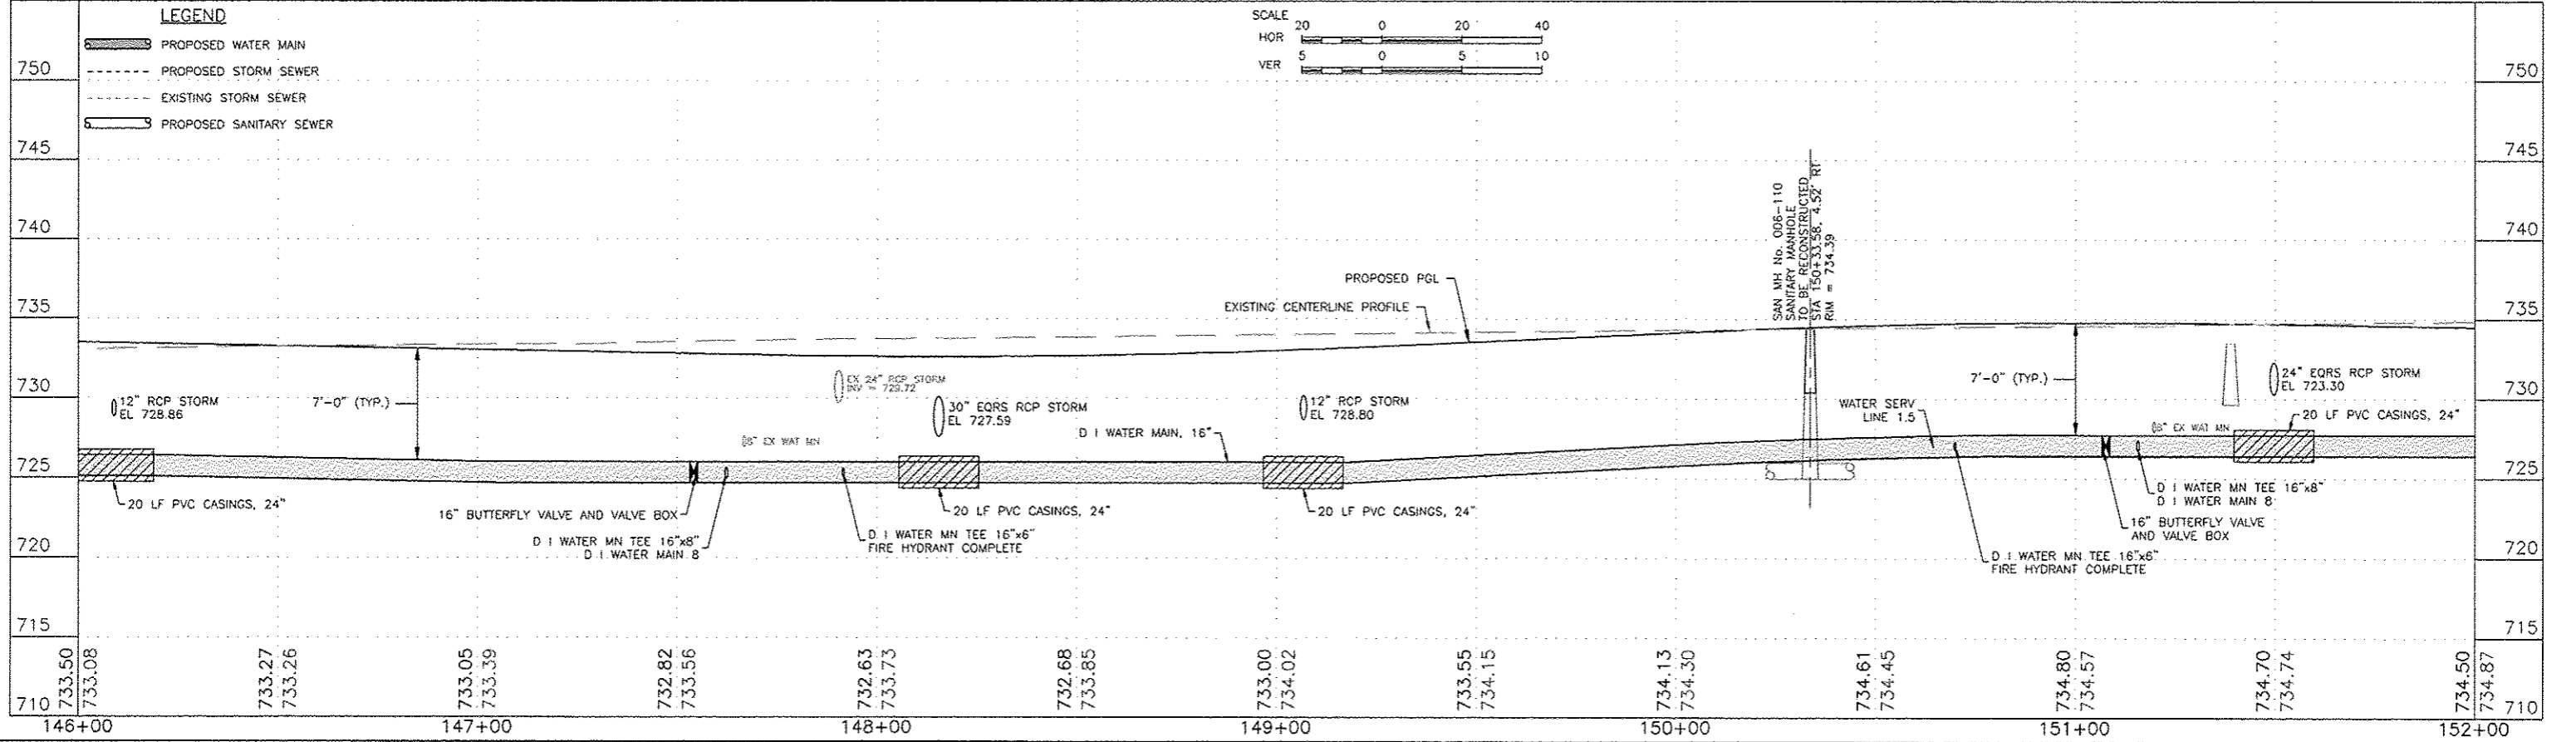 LEGEND
PROPOSED WATER MAIN
PROPOSED STORM SEWER
EXISTING STORM SEWER
PROPOSED SANITARY SEWER
SCALE
HOR
20 0 20 40
VER
5 0 5 10
750
745
740
735
730
725
720
715
710
750
745
740
735
730
725
720
715
710
12" RCP STORM
EL 728.86
20 LF PVC CASINGS, 24"
7'-0" (TYP.)
16" BUTTERFLY VALVE AND VALVE BOX
D I WATER MN TEE 16"x8"
D I WATER MAIN 8
8" EX WAT MN
EX 24" RCP STORM
INV = 729.72
30" EQRS RCP STORM
EL 727.59
20 LF PVC CASINGS, 24"
D I WATER MN TEE 16"x6"
FIRE HYDRANT COMPLETE
D I WATER MAIN, 16"
12" RCP STORM
EL 728.80
20 LF PVC CASINGS, 24"
PROPOSED PGL
EXISTING CENTERLINE PROFILE
SAN MH No. 006-110
SANITARY MANHOLE
TO BE RECONSTRUCTED
STA 150+33.58, 4.52' RT
RIM = 734.39
WATER SERV
LINE 1.5
7'-0" (TYP.)
24" EQRS RCP STORM
EL 723.30
20 LF PVC CASINGS, 24"
8" EX WAT MN
D I WATER MN TEE 16"x8"
D I WATER MAIN 8
16" BUTTERFLY VALVE
AND VALVE BOX
D I WATER MN TEE 16"x6"
FIRE HYDRANT COMPLETE
733.50
733.08
733.27
733.26
733.05
733.39
732.82
733.56
732.63
733.73
732.68
733.85
733.00
734.02
733.55
734.15
734.13
734.30
734.61
734.45
734.80
734.57
734.70
734.74
734.50
734.87
146+00
147+00
148+00
149+00
150+00
151+00
152+00